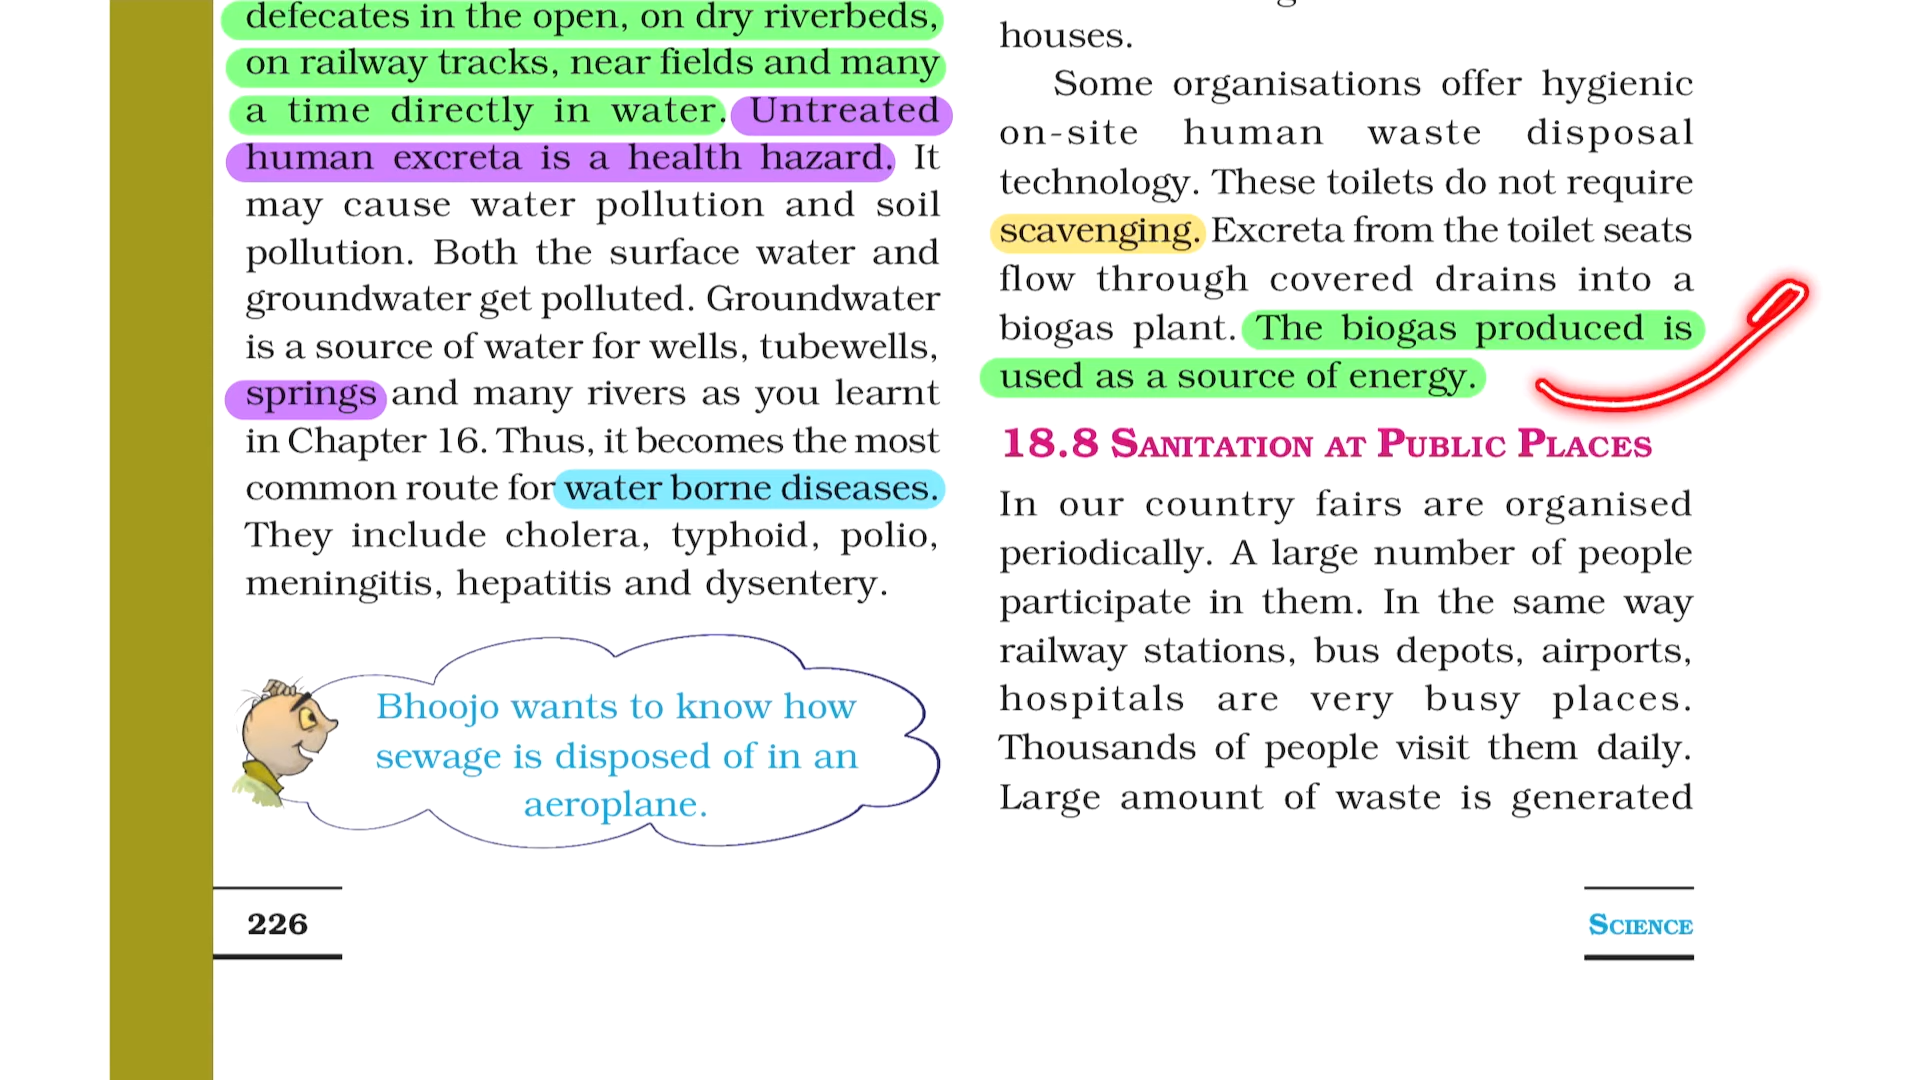 defecates in the open, on dry riverbeds,
on railway tracks, near fields and many
a time directly in water. Untreated
human excreta is a health hazard. It
may cause water pollution and soil
pollution. Both the surface water and
groundwater get polluted. Groundwater
is a source of water for wells, tubewells,
springs and many rivers as you learnt
in Chapter 16. Thus, it becomes the most
common route for water borne diseases.
They include cholera, typhoid, polio,
meningitis, hepatitis and dysentery.
Bhoojo wants to know how
sewage is disposed of in an
aeroplane.
226
houses.
Some organisations offer hygienic
on-site human waste disposal
technology. These toilets do not require
scavenging. Excreta from the toilet seats
flow through covered drains into a
biogas plant. The biogas produced is
used as a source of energy.
18.8 SANITATION AT PUBLIC PLACES
In our country fairs are organised
periodically. A large number of people
participate in them. In the same way
railway stations, bus depots, airports,
hospitals are very busy places.
Thousands of people visit them daily.
Large amount of waste is generated
SCIENCE